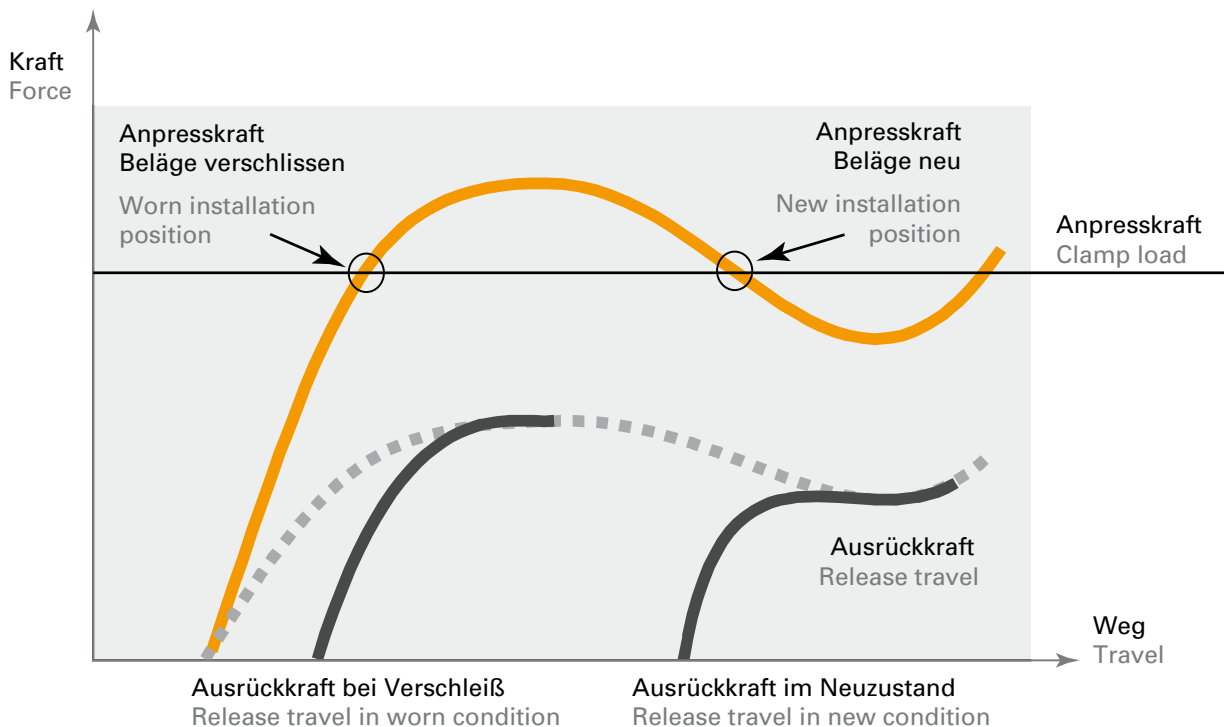 Kraft
Force
Anpresskraft
Beläge verschlissen
Worn installation
position
Anpresskraft
Beläge neu
New installation
position
Anpresskraft
Clamp load
Ausrückkraft
Release travel
Weg
Travel
Ausrückkraft bei Verschleiß
Release travel in worn condition
Ausrückkraft im Neuzustand
Release travel in new condition